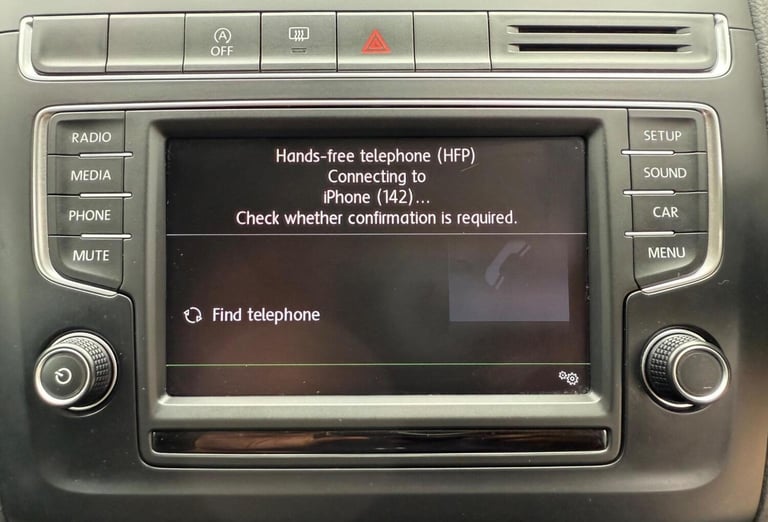 OFF
RADIO
MEDIA
PHONE
MUTE
Hands-free telephone (HFP)
Connecting to
iPhone (142)...
Check whether confirmation is required.
Find telephone
SETUP
SOUND
CAR
MENU